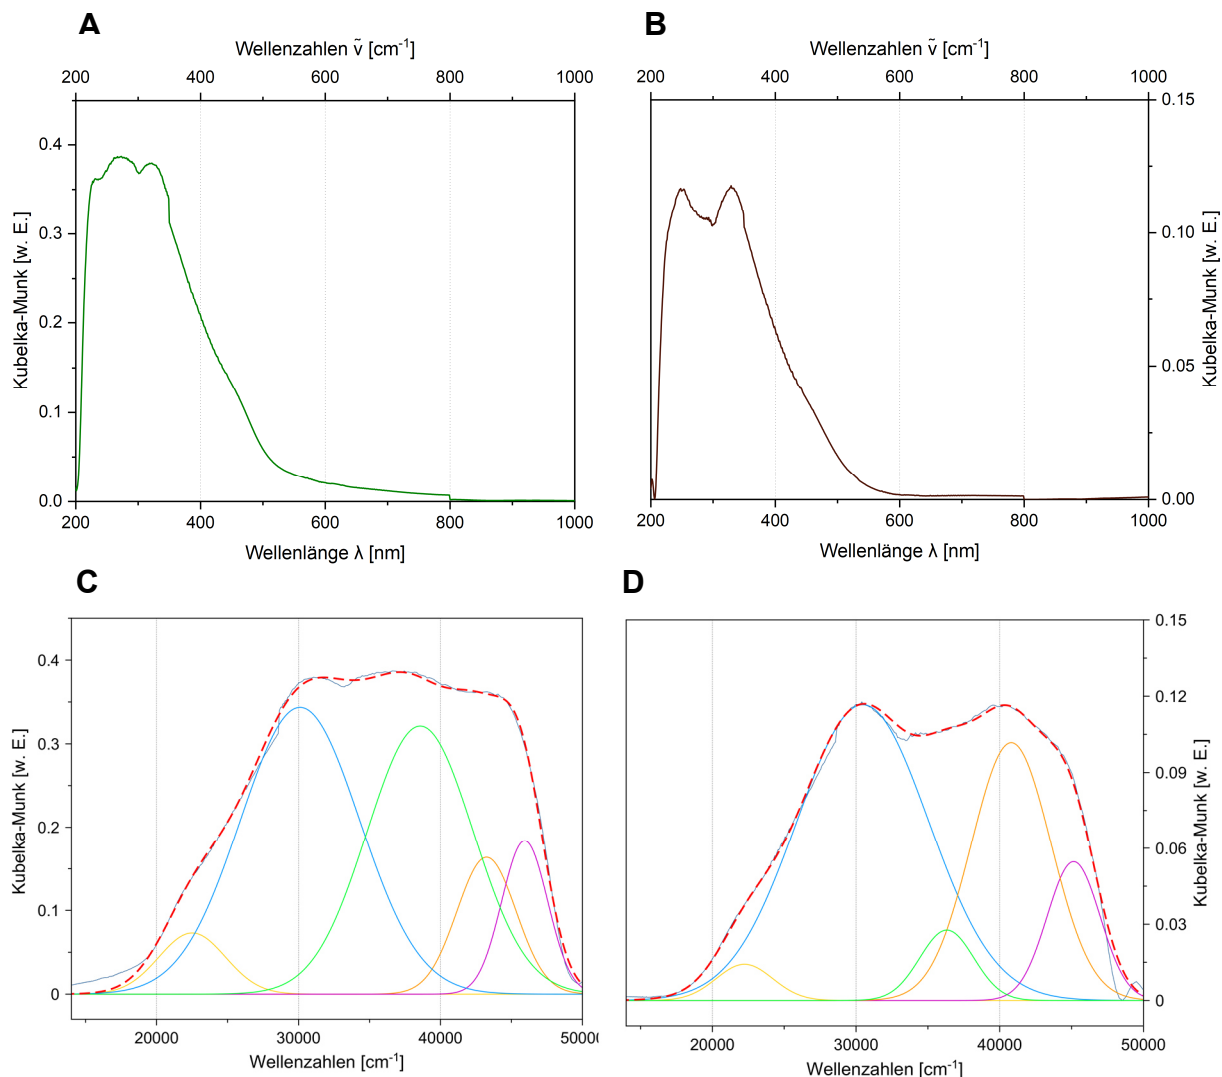 A
B
Wellenzahlen ṽ [cm-1]
Wellenzahlen ṽ [cm-1]
200 400 600 800 1000
200 400 600 800 1000
0.15
0.4
Kubelka-Munk [w. E.]
0.3
0.10
Kubelka-Munk [w. E.]
0.2
0.05
0.1
0.0
0.00
200 400 600 800 1000
200 400 600 800 1000
Wellenlänge λ [nm]
Wellenlänge λ [nm]
C
D
0.15
0.4
0.12
Kubelka-Munk [w. E.]
0.3
0.09
Kubelka-Munk [w. E.]
0.2
0.06
0.1
0.03
0
0
20000 30000 40000 50000
20000 30000 40000 50000
Wellenzahlen [cm-1]
Wellenzahlen [cm-1]